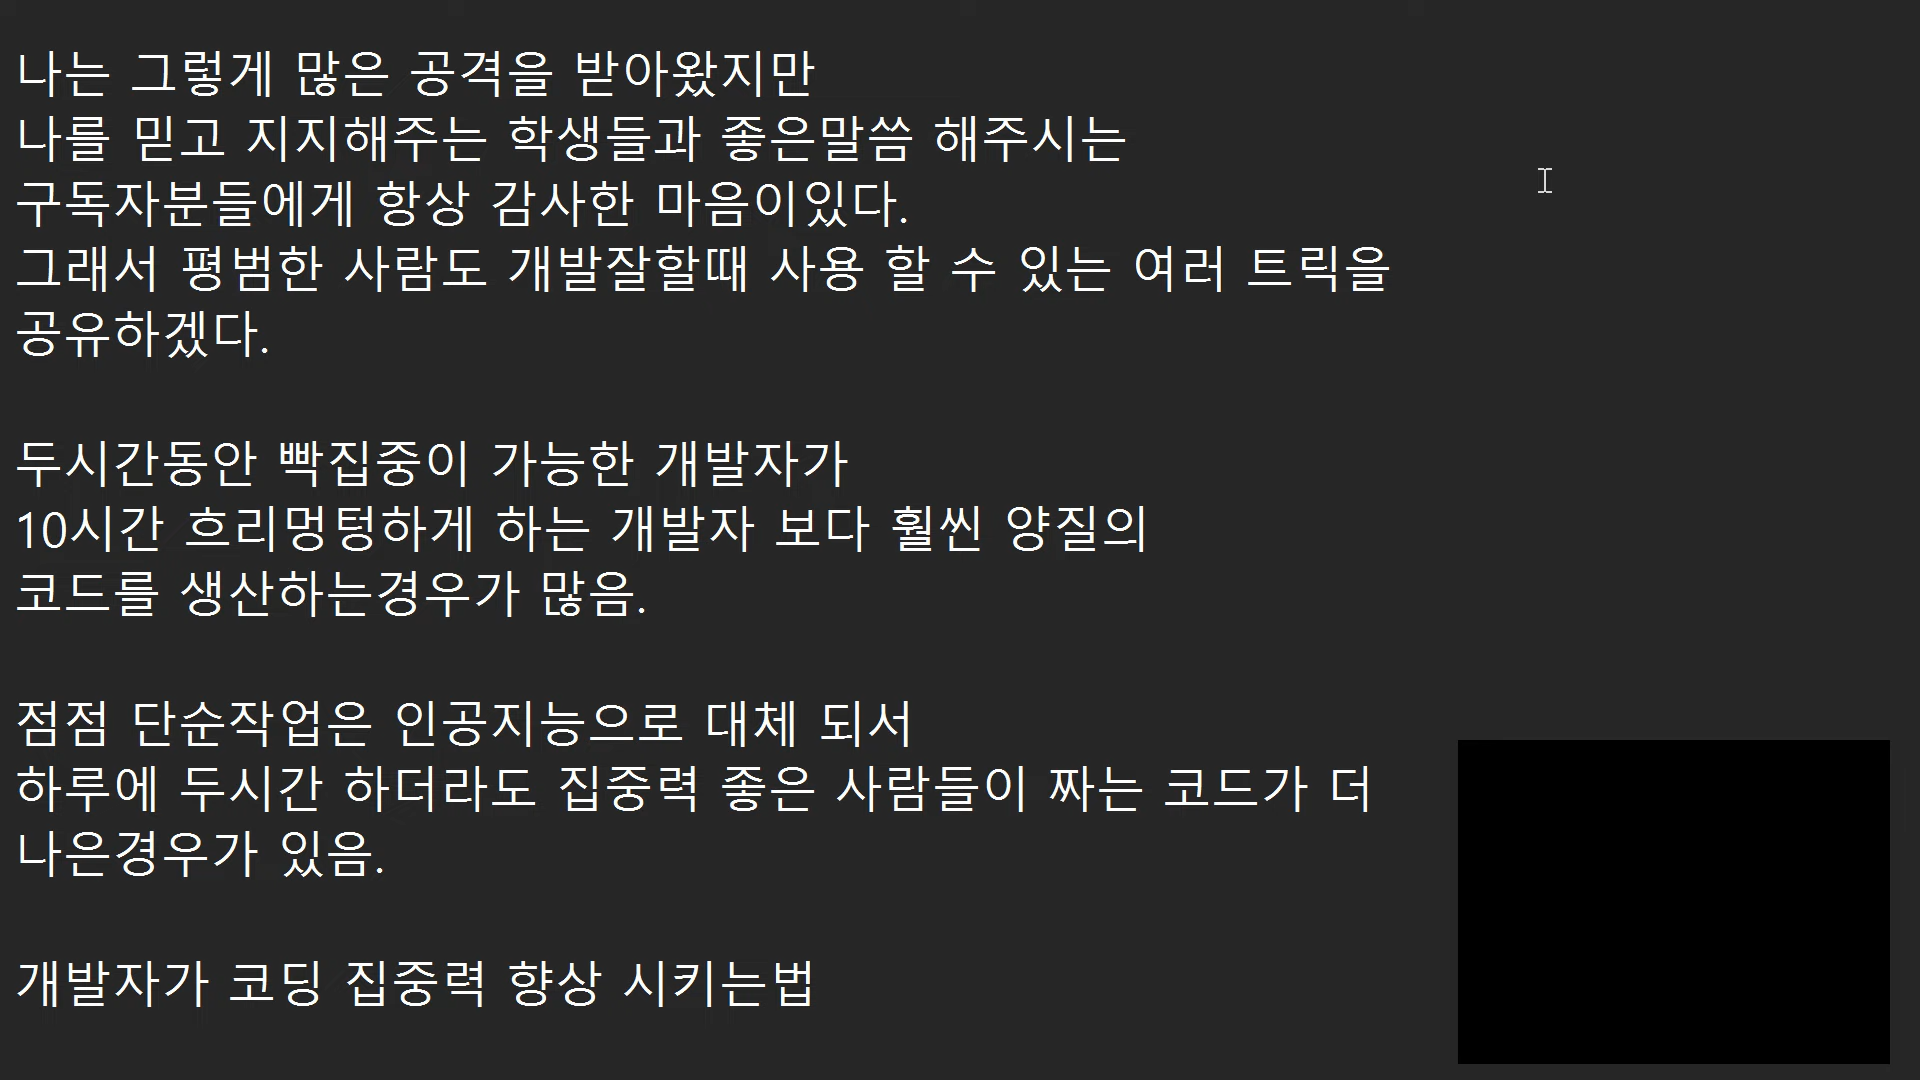 나는 그렇게 많은 공격을 받아왔지만
나를 믿고 지지해주는 학생들과 좋은말씀 해주시는
구독자분들에게 항상 감사한 마음이있다.
그래서 평범한 사람도 개발잘할때 사용 할 수 있는 여러 트릭을
공유하겠다.
두시간동안 빡집중이 가능한 개발자가
10시간 흐리멍텅하게 하는 개발자 보다 훨씬 양질의
코드를 생산하는경우가 많음.
점점 단순작업은 인공지능으로 대체 되서
하루에 두시간 하더라도 집중력 좋은 사람들이 짜는 코드가 더
나은경우가 있음.
개발자가 코딩 집중력 향상 시키는법